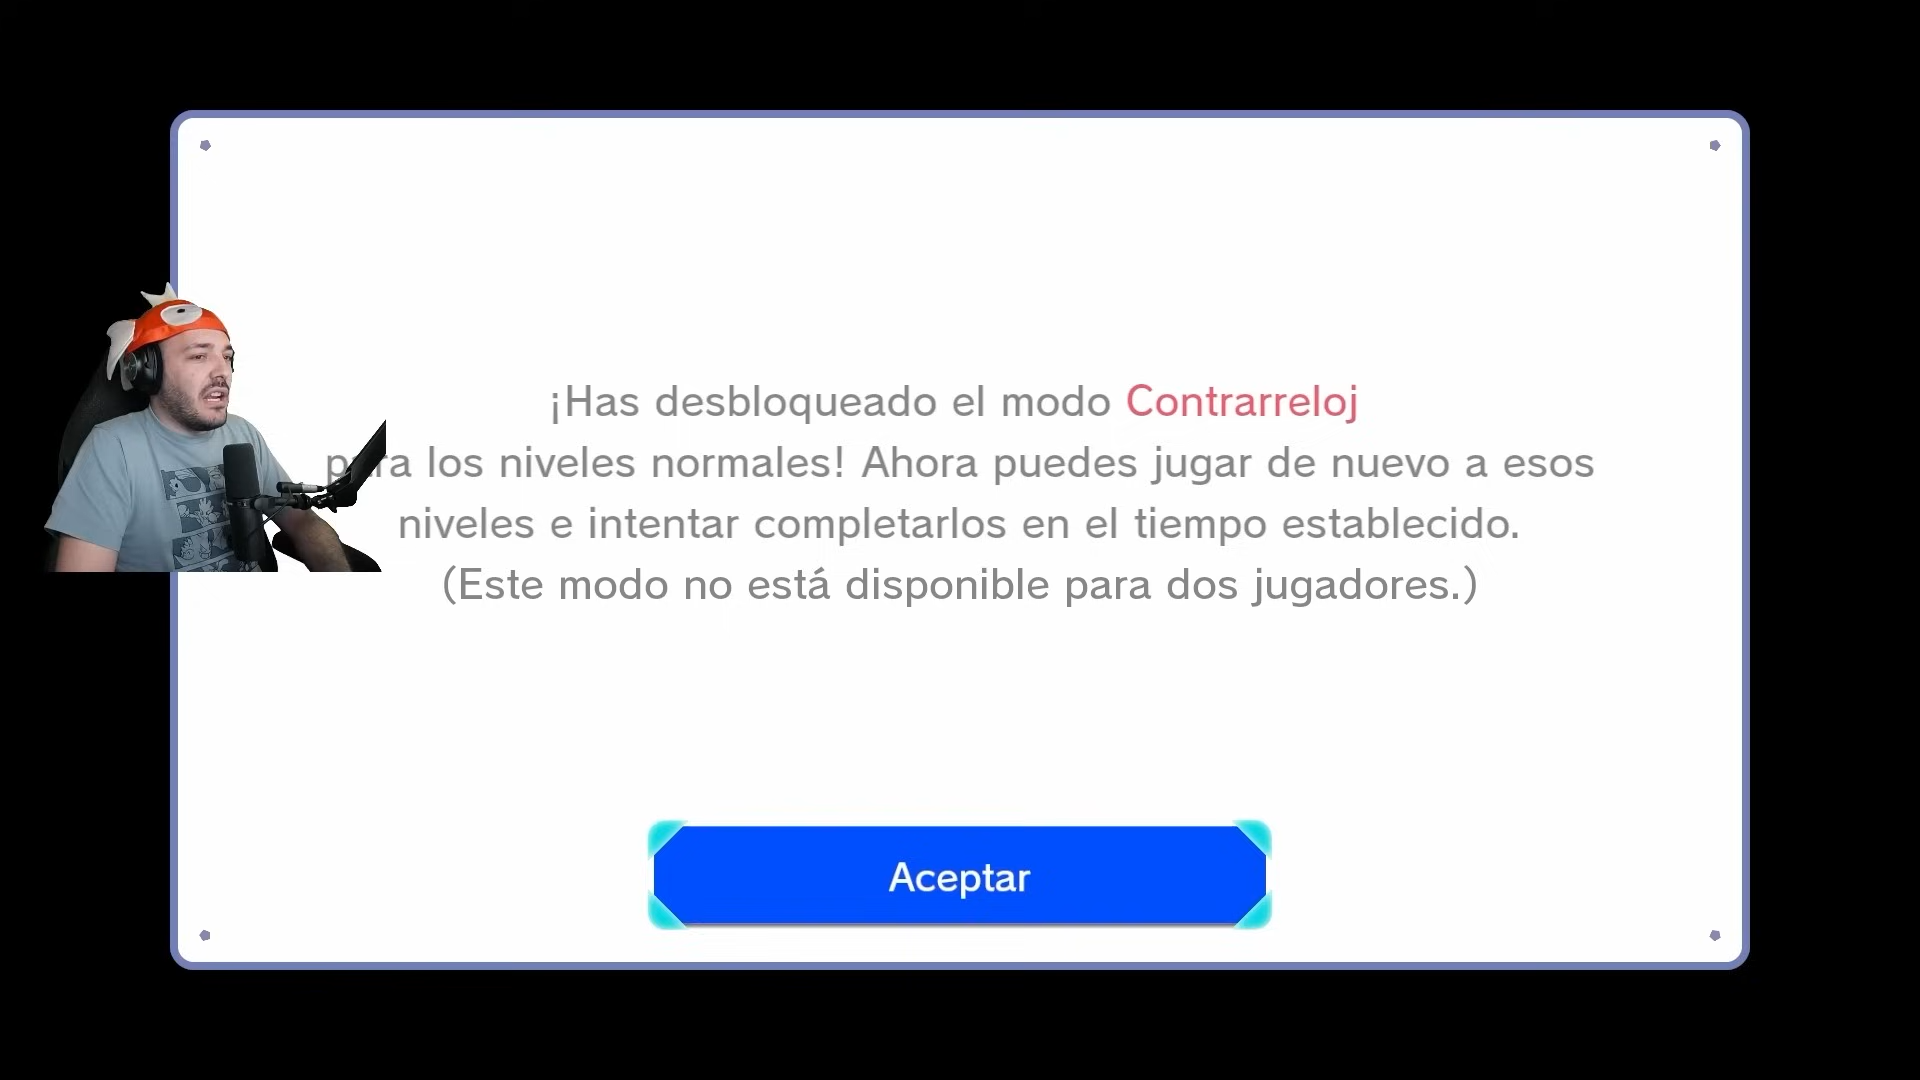 ¡Has desbloqueado el modo Contrarreloj
para los niveles normales! Ahora puedes jugar de nuevo a esos
niveles e intentar completarlos en el tiempo establecido.
(Este modo no está disponible para dos jugadores.)
Aceptar